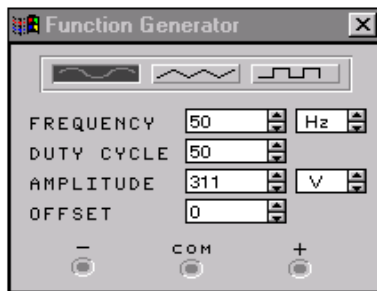 Function Generator
FREQUENCY 50 Hz
DUTY CYCLE 50
AMPLITUDE 311 V
OFFSET 0
− COM +